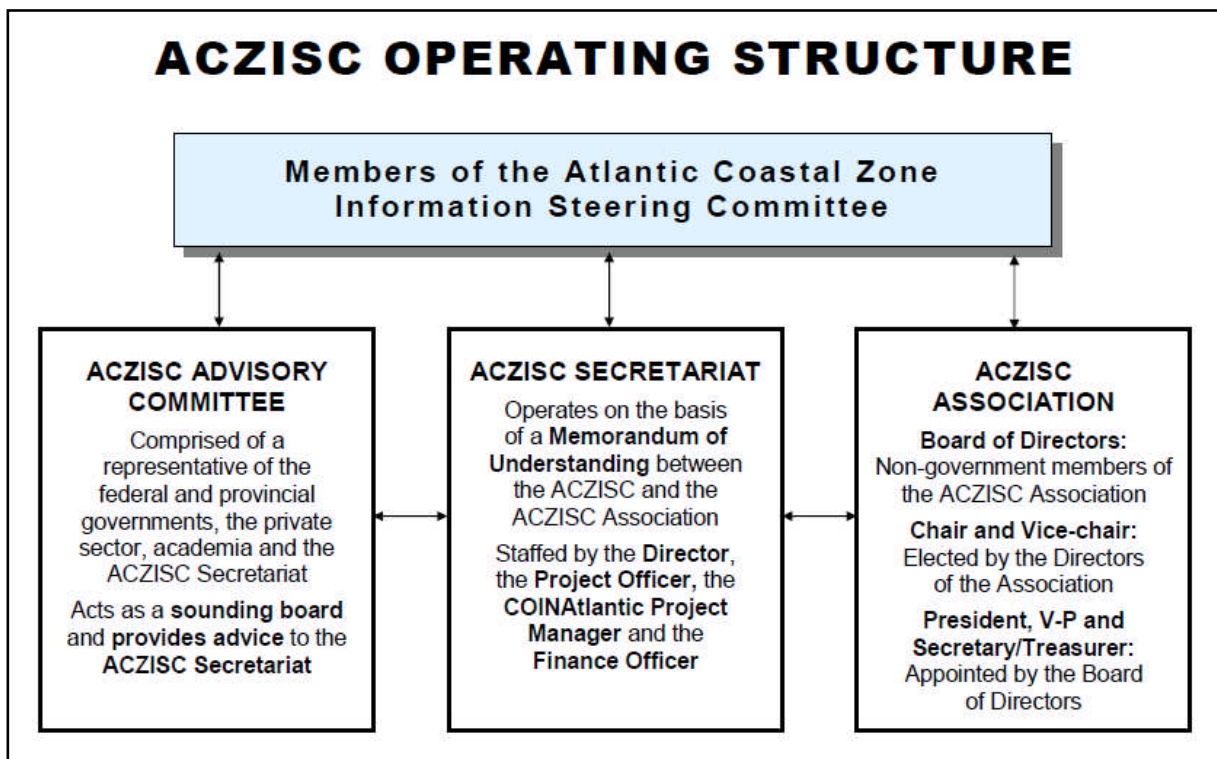 ACZISC OPERATING STRUCTURE
Members of the Atlantic Coastal Zone
Information Steering Committee
ACZISC ADVISORY
COMMITTEE
Comprised of a
representative of the
federal and provincial
governments, the private
sector, academia and the
ACZISC Secretariat
Acts as a sounding board
and provides advice to the
ACZISC Secretariat
ACZISC SECRETARIAT
Operates on the basis
of a Memorandum of
Understanding between
the ACZISC and the
ACZISC Association
Staffed by the Director,
the Project Officer, the
COINAtlantic Project
Manager and the
Finance Officer
ACZISC
ASSOCIATION
Board of Directors:
Non-government members of
the ACZISC Association
Chair and Vice-chair:
Elected by the Directors
of the Association
President, V-P and
Secretary/Treasurer:
Appointed by the Board
of Directors